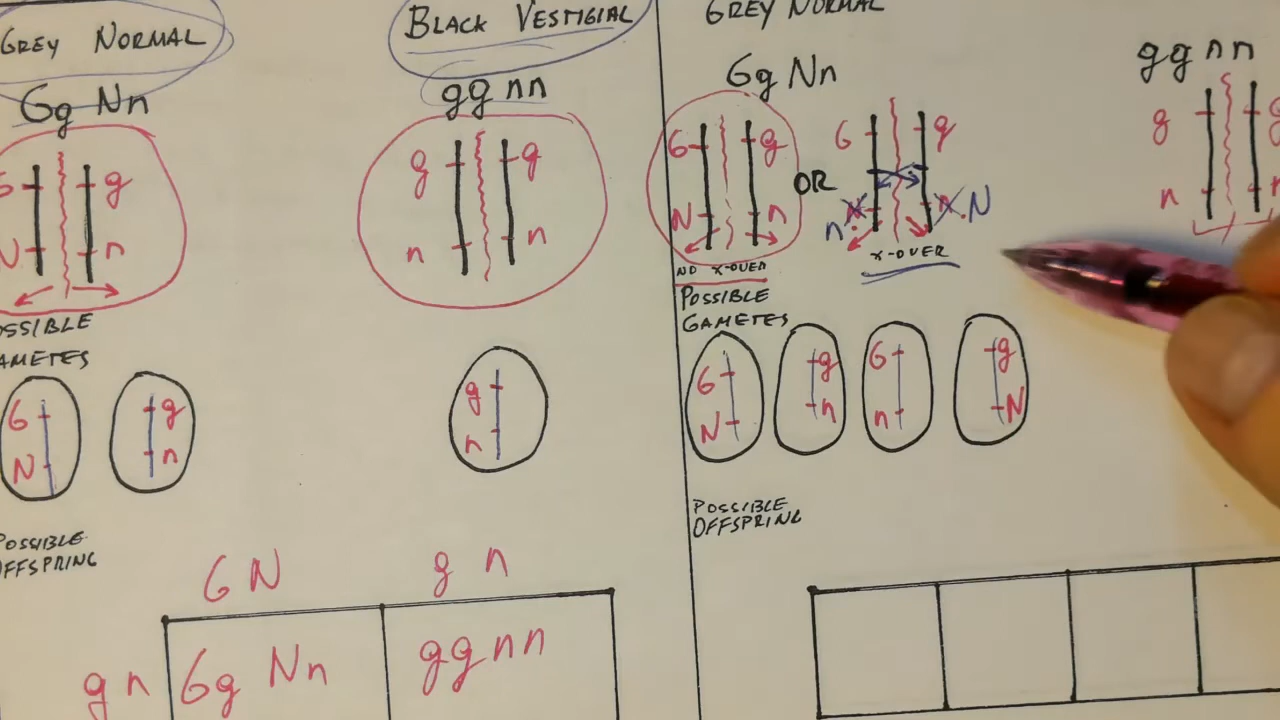 GREY NORMAL
Gg Nn
G g
N n
POSSIBLE
GAMETES
G
N
g
n
POSSIBLE
OFFSPRING
G N
g n
g n
Gg Nn
gg nn
BLACK VESTIGIAL
gg nn
g g
n n
g
n
GREY NORMAL
Gg Nn
G g
N n
NO X-OVER
OR
G g
N n
n N
X-OVER
POSSIBLE
GAMETES
G
N
g
n
G
n
g
N
POSSIBLE
OFFSPRING
gg nn
g g
n n